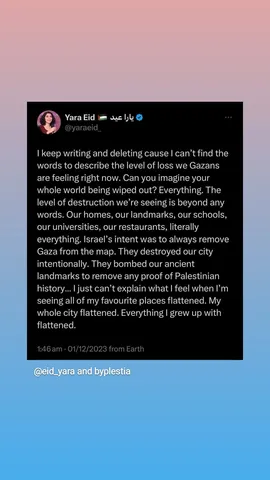 Yara Eid 🇵🇸 يارا عيد
@yaraeid_
I keep writing and deleting cause I can't find the
words to describe the level of loss we Gazans
are feeling right now. Can you imagine your
whole world being wiped out? Everything. The
level of destruction we're seeing is beyond any
words. Our homes, our landmarks, our schools,
our universities, our restaurants, literally
everything. Israel's intent was to always remove
Gaza from the map. They destroyed our city
intentionally. They bombed our ancient
landmarks to remove any proof of Palestinian
history... I just can't explain what I feel when I'm
seeing all of my favourite places flattened. My
whole city flattened. Everything I grew up with
flattened.
1:46 am - 01/12/2023 from Earth
@eid_yara and byplestia